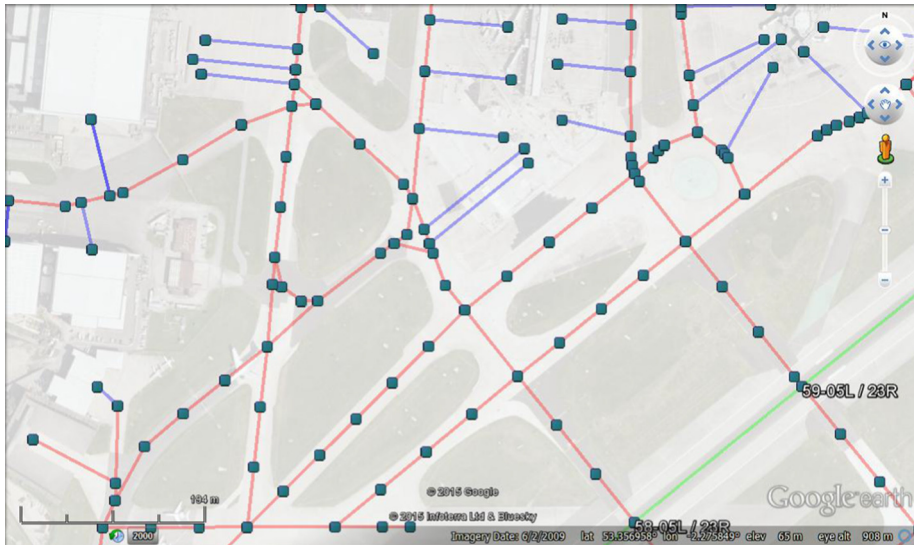 N
59-05L / 23R
194 m
© 2015 Google
© 2015 Infoterra Ltd & Bluesky
Google earth
58-05L / 23R
2000
Imagery Date: 6/2/2009 lat 53.356958° lon -2.275849° elev 65 m eye alt 908 m